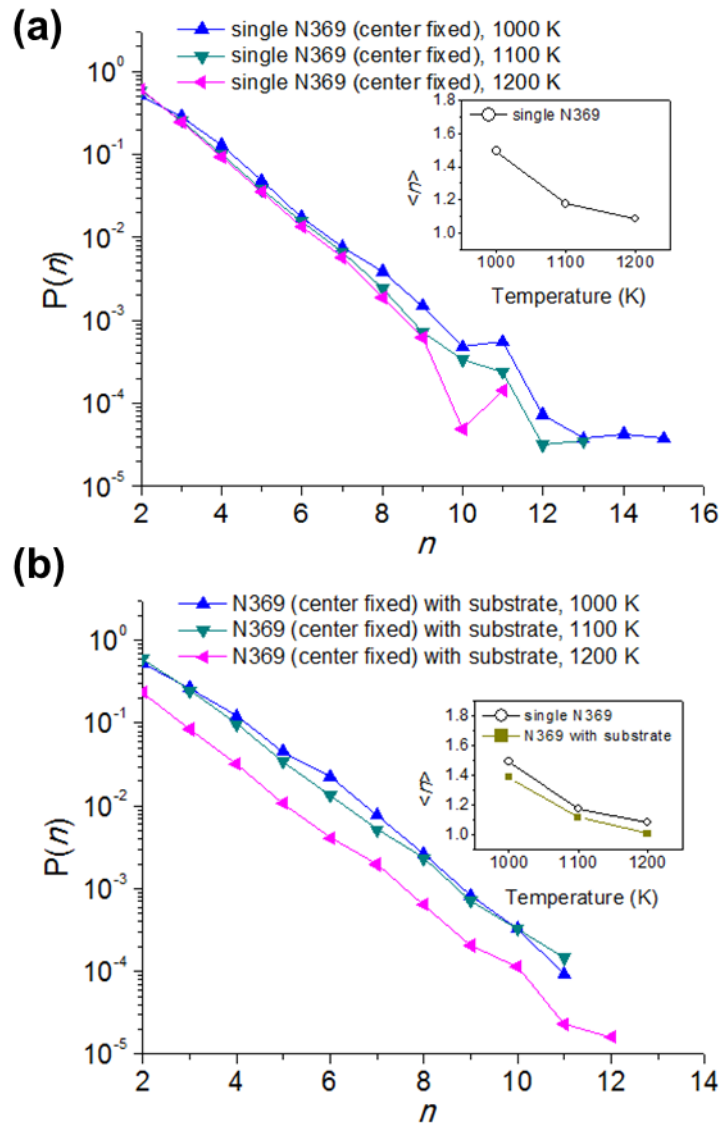 (a)
single N369 (center fixed), 1000 K
single N369 (center fixed), 1100 K
single N369 (center fixed), 1200 K
10^0
10^-1
10^-2
10^-3
10^-4
10^-5
P(n)
2 4 6 8 10 12 14 16
n
single N369
1.8
1.6
1.4
1.2
1.0
<n>
1000 1100 1200
Temperature (K)
(b)
N369 (center fixed) with substrate, 1000 K
N369 (center fixed) with substrate, 1100 K
N369 (center fixed) with substrate, 1200 K
10^0
10^-1
10^-2
10^-3
10^-4
10^-5
P(n)
2 4 6 8 10 12 14
n
single N369
N369 with substrate
1.8
1.6
1.4
1.2
1.0
<n>
1000 1100 1200
Temperature (K)